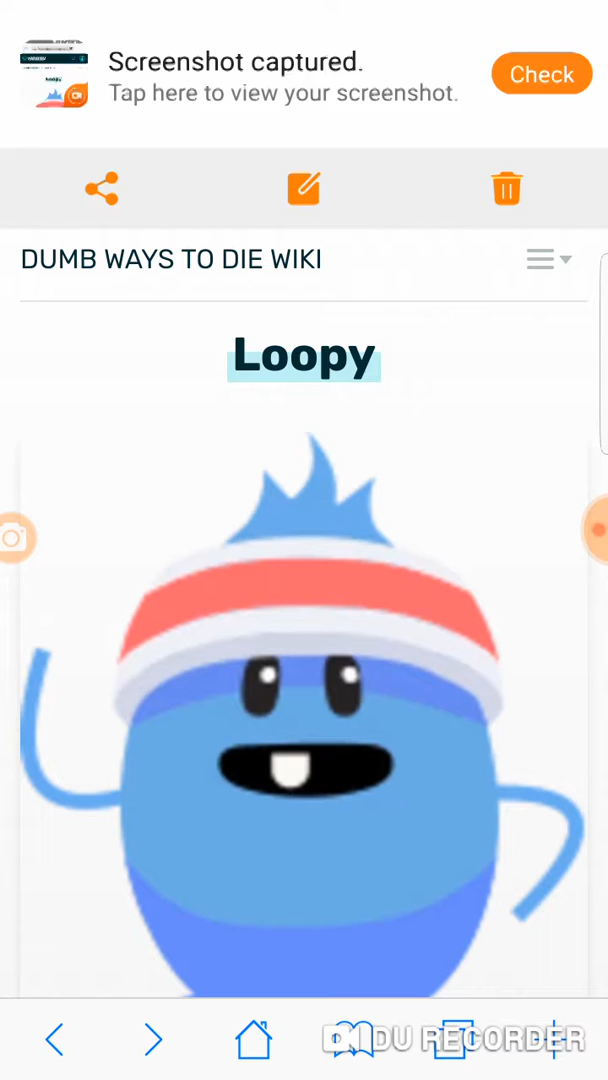 Screenshot captured.
Check
Tap here to view your screenshot.
DUMB WAYS TO DIE WIKI
Loopy
DU RECORDER